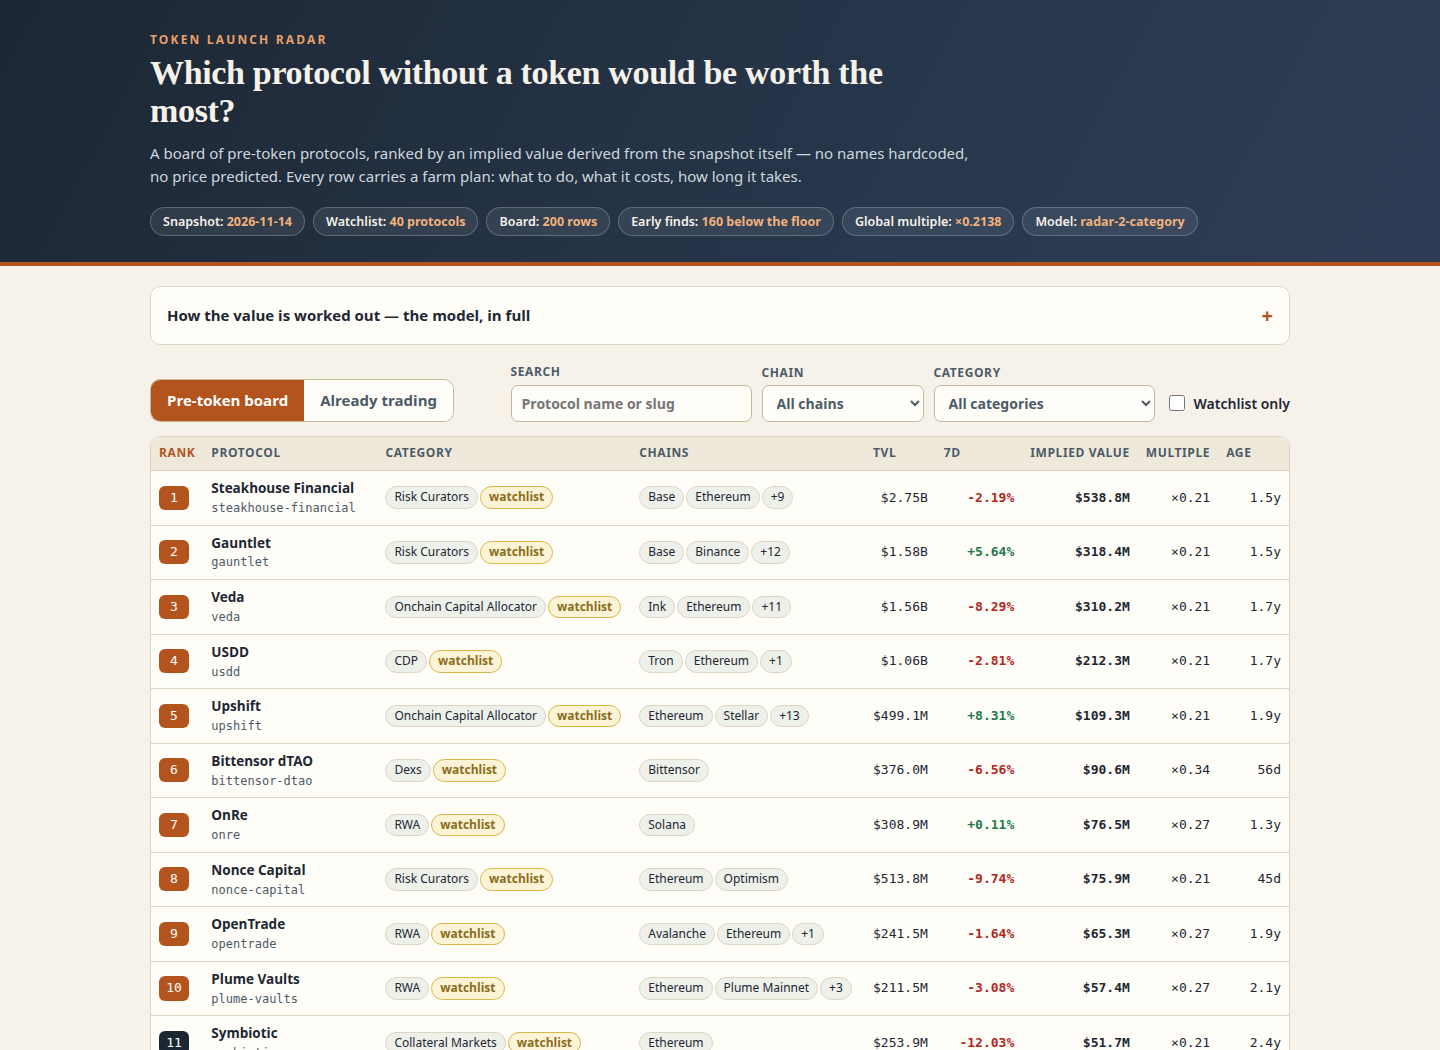 TOKEN LAUNCH RADAR
Which protocol without a token would be worth the
most?
A board of pre-token protocols, ranked by an implied value derived from the snapshot itself — no names hardcoded,
no price predicted. Every row carries a farm plan: what to do, what it costs, how long it takes.
Snapshot: 2026-11-14 Watchlist: 40 protocols Board: 200 rows Early finds: 160 below the floor Global multiple: ×0.2138 Model: radar-2-category
How the value is worked out — the model, in full +
SEARCH CHAIN CATEGORY
Pre-token board Already trading Protocol name or slug All chains All categories Watchlist only
RANK PROTOCOL CATEGORY CHAINS TVL 7D IMPLIED VALUE MULTIPLE AGE
1 Steakhouse Financial Risk Curators watchlist Base Ethereum +9 $2.75B -2.19% $538.8M ×0.21 1.5y
steakhouse-financial
2 Gauntlet Risk Curators watchlist Base Binance +12 $1.58B +5.64% $318.4M ×0.21 1.5y
gauntlet
3 Veda Onchain Capital Allocator watchlist Ink Ethereum +11 $1.56B -8.29% $310.2M ×0.21 1.7y
veda
4 USDD CDP watchlist Tron Ethereum +1 $1.06B -2.81% $212.3M ×0.21 1.7y
usdd
5 Upshift Onchain Capital Allocator watchlist Ethereum Stellar +13 $499.1M +8.31% $109.3M ×0.21 1.9y
upshift
6 Bittensor dTAO Dexs watchlist Bittensor $376.0M -6.56% $90.6M ×0.34 56d
bittensor-dtao
7 OnRe RWA watchlist Solana $308.9M +0.11% $76.5M ×0.27 1.3y
onre
8 Nonce Capital Risk Curators watchlist Ethereum Optimism $513.8M -9.74% $75.9M ×0.21 45d
nonce-capital
9 OpenTrade RWA watchlist Avalanche Ethereum +1 $241.5M -1.64% $65.3M ×0.27 1.9y
opentrade
10 Plume Vaults RWA watchlist Ethereum Plume Mainnet +3 $211.5M -3.08% $57.4M ×0.27 2.1y
plume-vaults
11 Symbiotic Collateral Markets watchlist Ethereum $253.9M -12.03% $51.7M ×0.21 2.4y